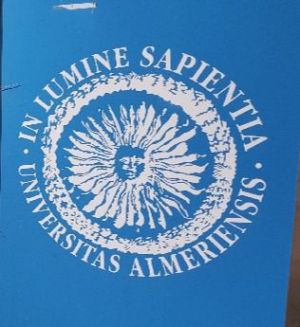 · IN LUMINE SAPIENTIA ·
UNIVERSITAS ALMERIENSIS